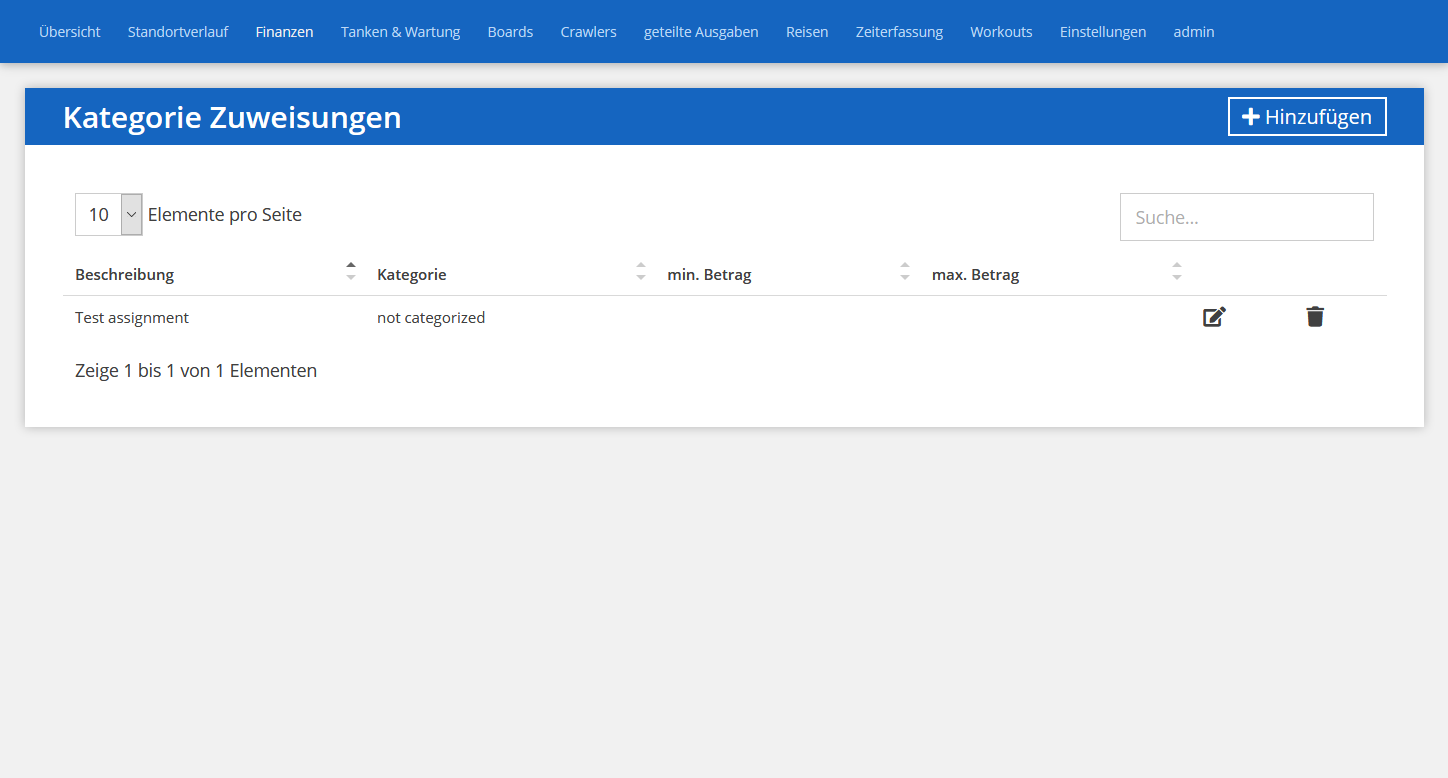 Übersicht Standortverlauf Finanzen Tanken & Wartung Boards Crawlers geteilte Ausgaben Reisen Zeiterfassung Workouts Einstellungen admin
Kategorie Zuweisungen Hinzufügen
10 Elemente pro Seite Suche...
Beschreibung Kategorie min. Betrag max. Betrag
Test assignment not categorized
Zeige 1 bis 1 von 1 Elementen